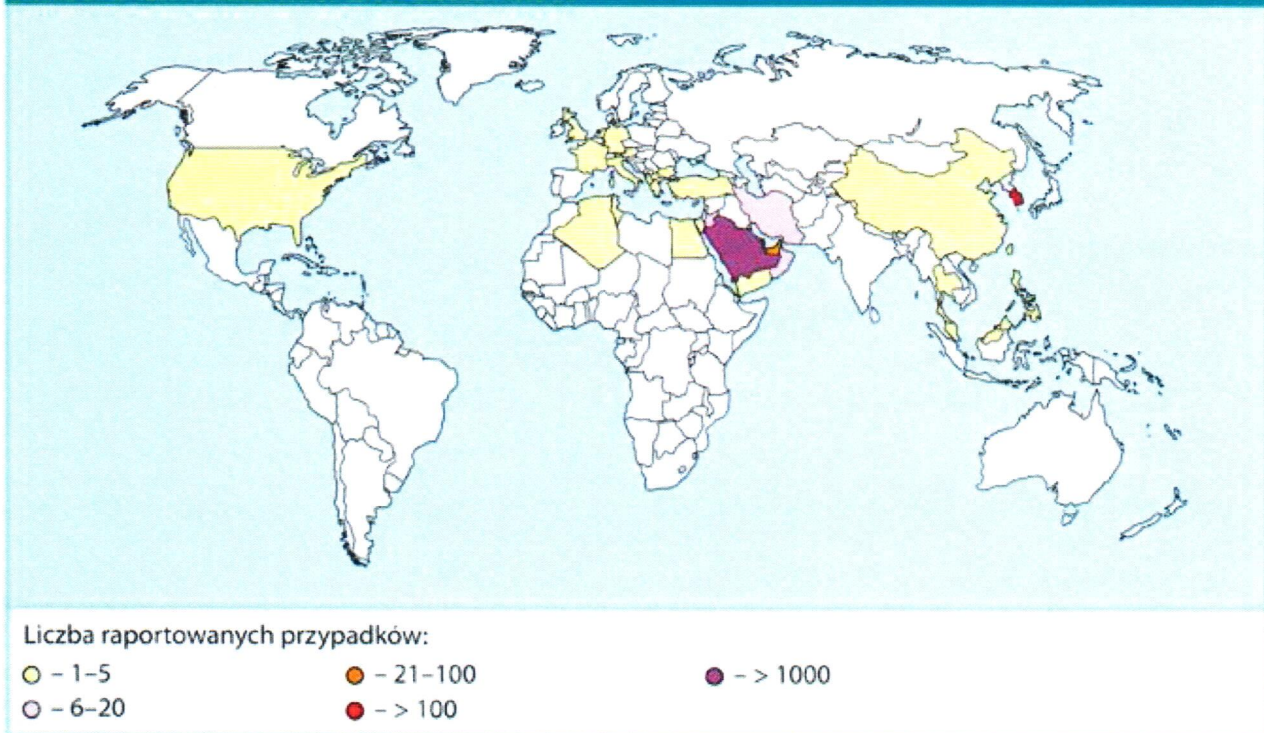 Liczba raportowanych przypadków:
– 1–5
– 21–100
– > 1000
– 6–20
– > 100